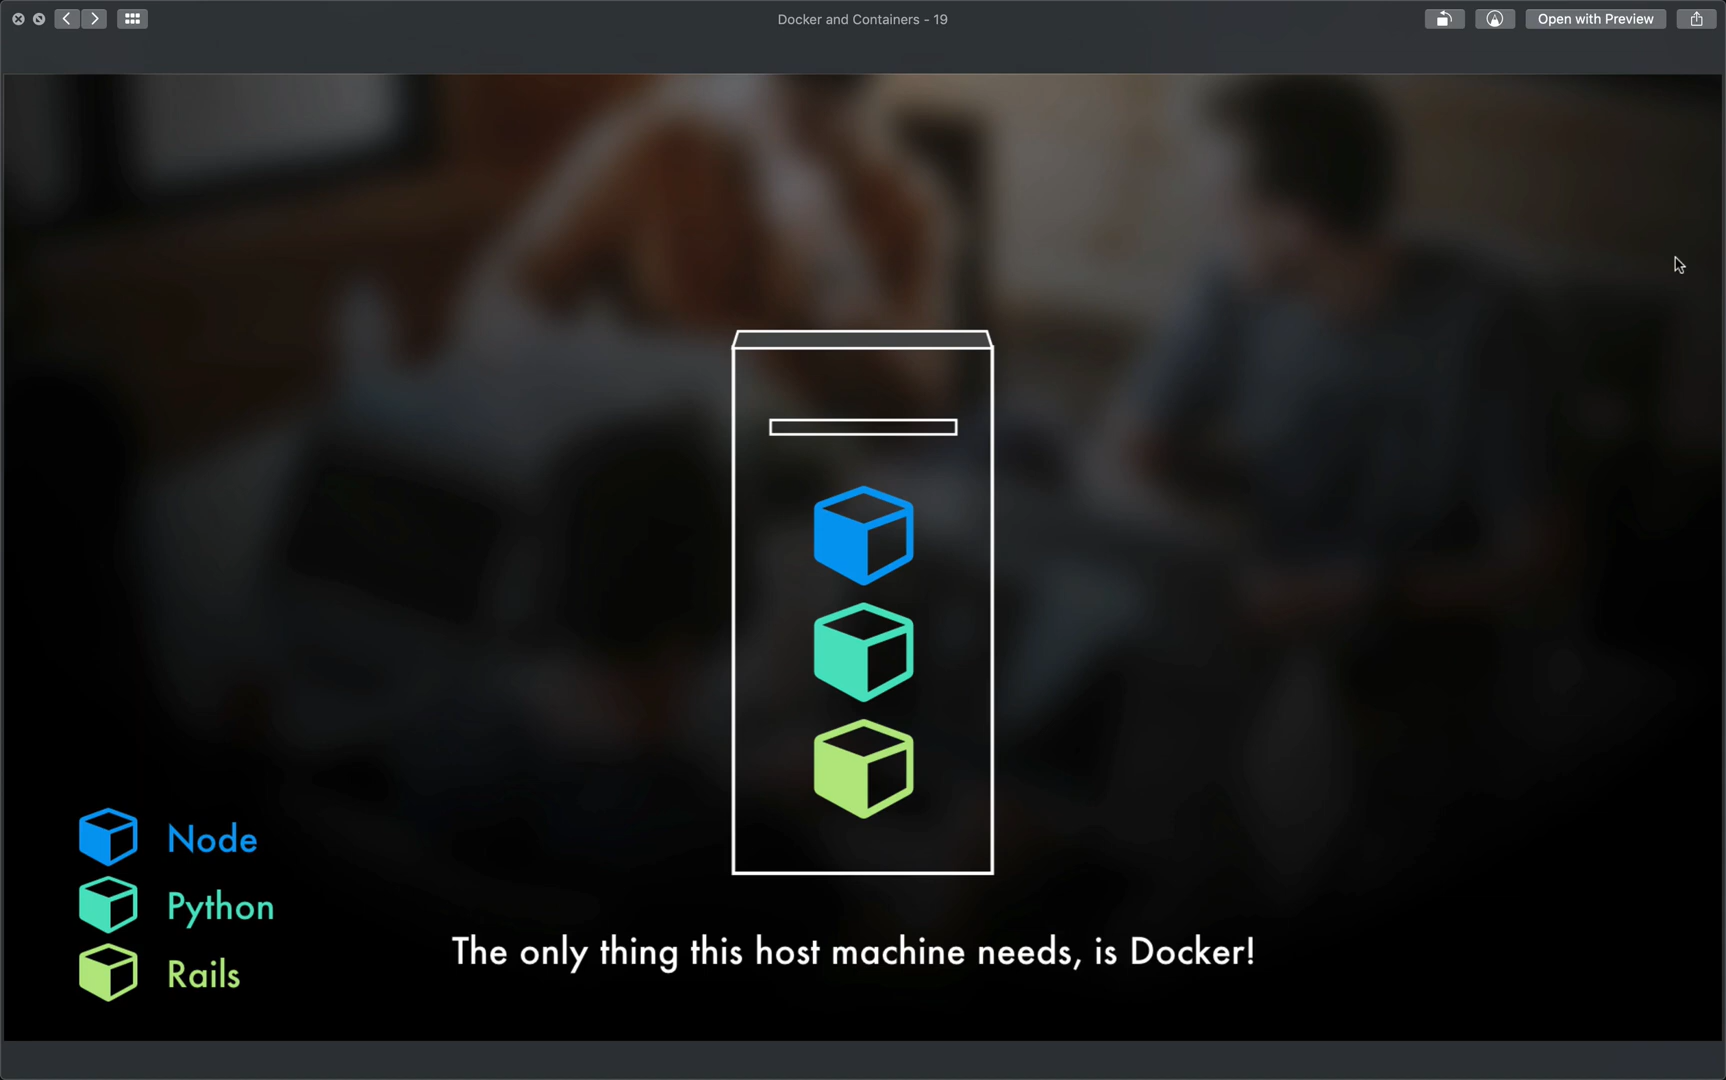 Docker and Containers - 19
Open with Preview
Node
Python
Rails
The only thing this host machine needs, is Docker!